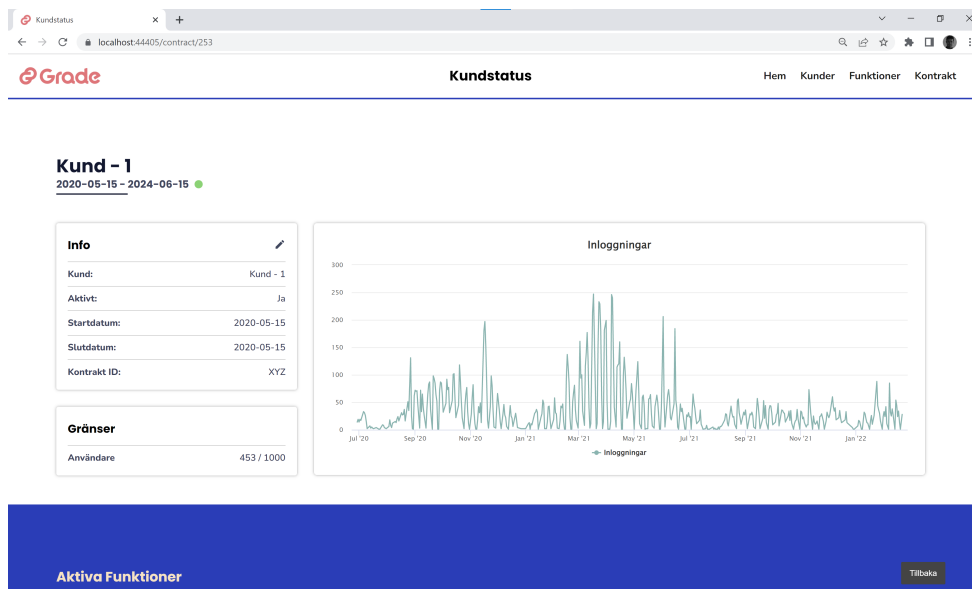 Kundstatus
localhost:44405/contract/253
Grade
Kundstatus
Hem Kunder Funktioner Kontrakt
Kund - 1
2020-05-15 - 2024-06-15
Info
Kund: Kund - 1
Aktivt: Ja
Startdatum: 2020-05-15
Slutdatum: 2020-05-15
Kontrakt ID: XYZ
Gränser
Användare 453 / 1000
Inloggningar
300
250
200
150
100
50
0
Jul '20 Sep '20 Nov '20 Jan '21 Mar '21 May '21 Jul '21 Sep '21 Nov '21 Jan '22
Inloggningar
Aktiva Funktioner
Tillbaka